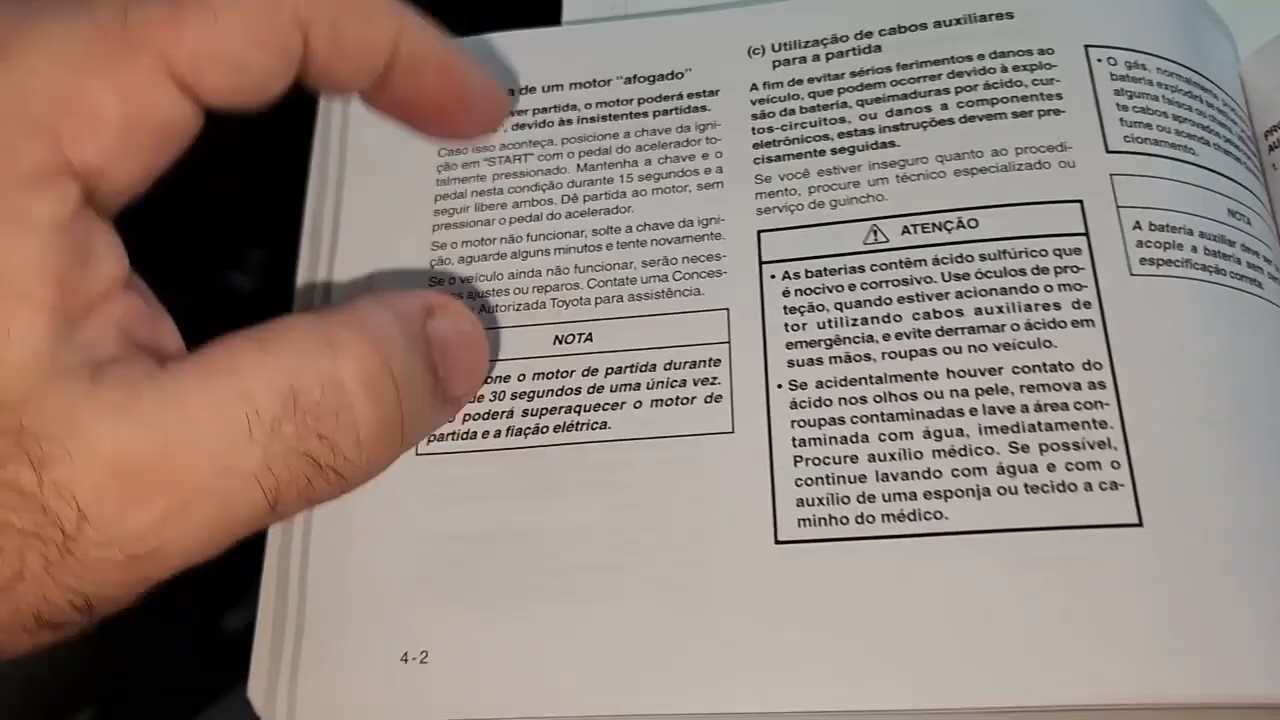 de um motor “afogado”
ver partida, o motor poderá estar
, devido às insistentes partidas.
Caso isso aconteça, posicione a chave da igni-
ção em “START” com o pedal do acelerador to-
talmente pressionado. Mantenha a chave e o
pedal nesta condição durante 15 segundos e a
seguir libere ambos. Dê partida ao motor, sem
pressionar o pedal do acelerador.
Se o motor não funcionar, solte a chave da igni-
ção, aguarde alguns minutos e tente novamente.
Se o veículo ainda não funcionar, serão neces-
ajustes ou reparos. Contate uma Conces-
Autorizada Toyota para assistência.
NOTA
one o motor de partida durante
de 30 segundos de uma única vez.
poderá superaquecer o motor de
partida e a fiação elétrica.
4-2
(c) Utilização de cabos auxiliares
para a partida
A fim de evitar sérios ferimentos e danos ao
veículo, que podem ocorrer devido à explo-
são da bateria, queimaduras por ácido, cur-
tos-circuitos, ou danos a componentes
eletrônicos, estas instruções devem ser pre-
cisamente seguidas.
Se você estiver inseguro quanto ao procedi-
mento, procure um técnico especializado ou
serviço de guincho.
ATENÇÃO
• As baterias contêm ácido sulfúrico que
é nocivo e corrosivo. Use óculos de pro-
teção, quando estiver acionando o mo-
tor utilizando cabos auxiliares de
emergência, e evite derramar o ácido em
suas mãos, roupas ou no veículo.
• Se acidentalmente houver contato do
ácido nos olhos ou na pele, remova as
roupas contaminadas e lave a área con-
taminada com água, imediatamente.
Procure auxílio médico. Se possível,
continue lavando com água e com o
auxílio de uma esponja ou tecido a ca-
minho do médico.
• O gás, normalmente
bateria explodirá se
alguma faísca ou
te cabos aprovados
fume ou acenda
cionamento.
NOTA
A bateria auxiliar deve
acople a bateria sem
especificação correta.